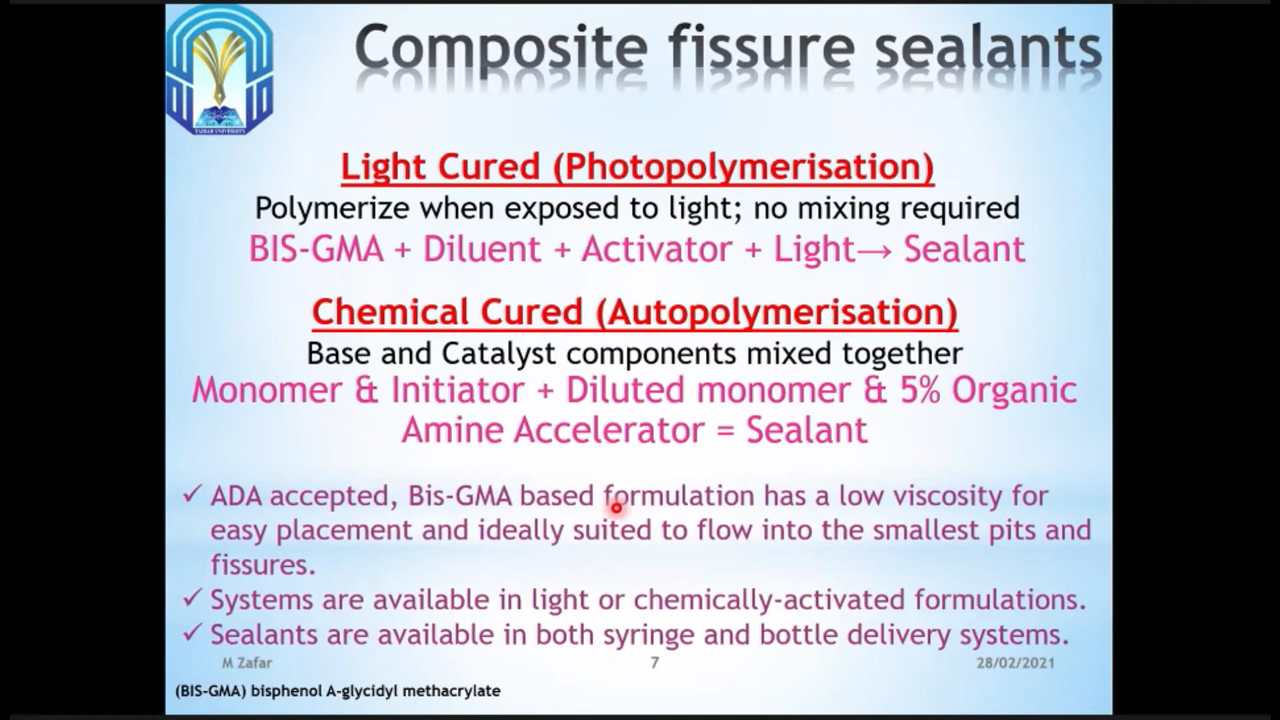 Composite fissure sealants
TAIBAH UNIVERSITY
Light Cured (Photopolymerisation)
Polymerize when exposed to light; no mixing required
BIS-GMA + Diluent + Activator + Light→ Sealant
Chemical Cured (Autopolymerisation)
Base and Catalyst components mixed together
Monomer & Initiator + Diluted monomer & 5% Organic
Amine Accelerator = Sealant
✓ ADA accepted, Bis-GMA based formulation has a low viscosity for
easy placement and ideally suited to flow into the smallest pits and
fissures.
✓ Systems are available in light or chemically-activated formulations.
✓ Sealants are available in both syringe and bottle delivery systems.
M Zafar 7 28/02/2021
(BIS-GMA) bisphenol A-glycidyl methacrylate